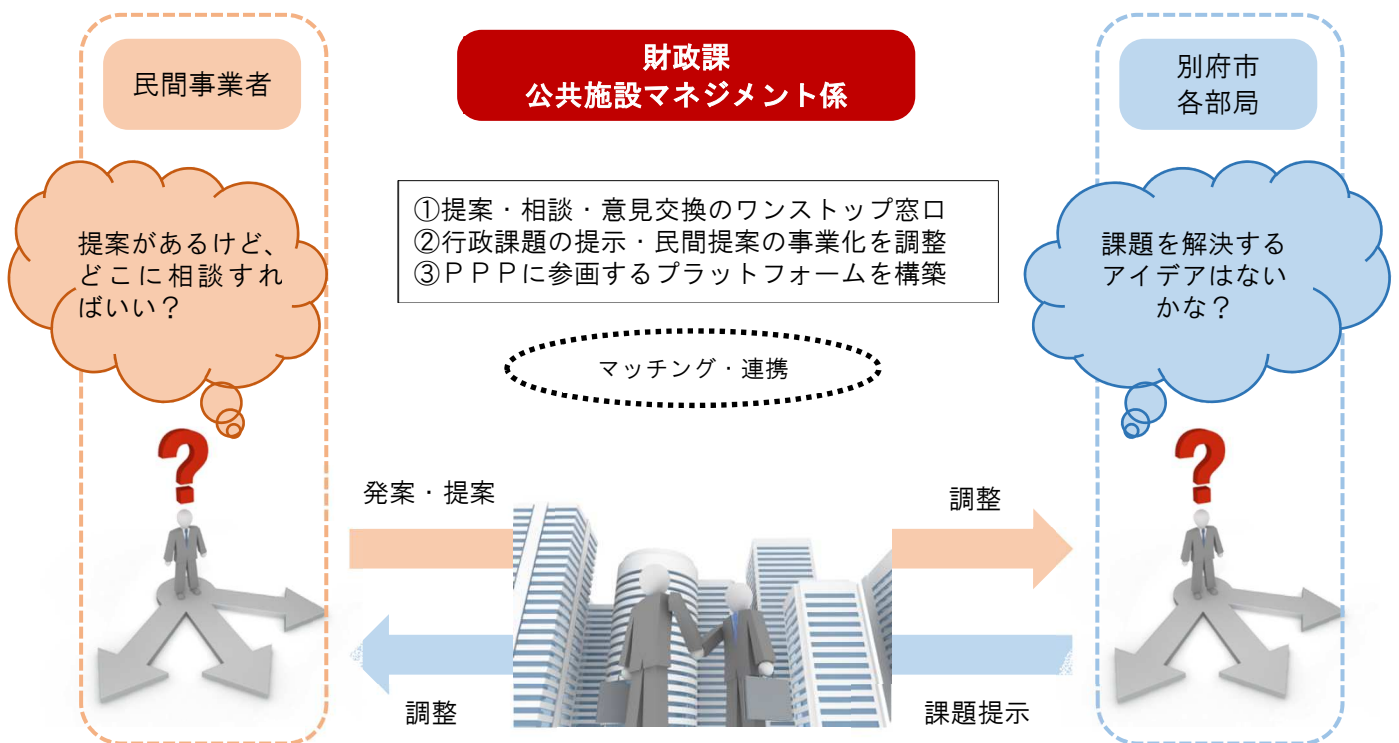 民間事業者
財政課
公共施設マネジメント係
別府市
各部局
提案があるけど、
どこに相談すれ
ばいい？
①提案・相談・意見交換のワンストップ窓口
②行政課題の提示・民間提案の事業化を調整
③ＰＰＰに参画するプラットフォームを構築
課題を解決する
アイデアはない
かな？
マッチング・連携
発案・提案
調整
調整
課題提示